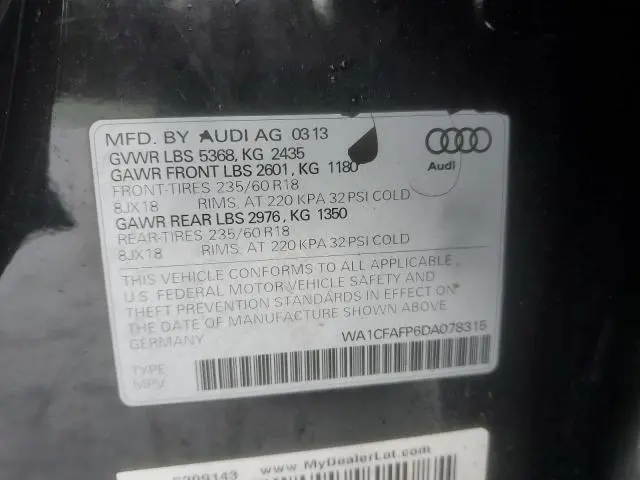 MFD. BY AUDI AG 03 13
GVWR LBS 5368, KG 2435
GAWR FRONT LBS 2601, KG 1180
FRONT-TIRES 235/60 R18
8JX18 RIMS, AT 220 KPA 32 PSI COLD
GAWR REAR LBS 2976, KG 1350
REAR-TIRES 235/60 R18
8JX18 RIMS, AT 220 KPA 32 PSI COLD
Audi
THIS VEHICLE CONFORMS TO ALL APPLICABLE
U.S. FEDERAL MOTOR VEHICLE SAFETY AND
THEFT PREVENTION STANDARDS IN EFFECT ON
THE DATE OF MANUFACTURE SHOWN ABOVE
GERMANY
WA1CFAFP6DA078315
TYPE
MPV
www.MyDealerLot.com